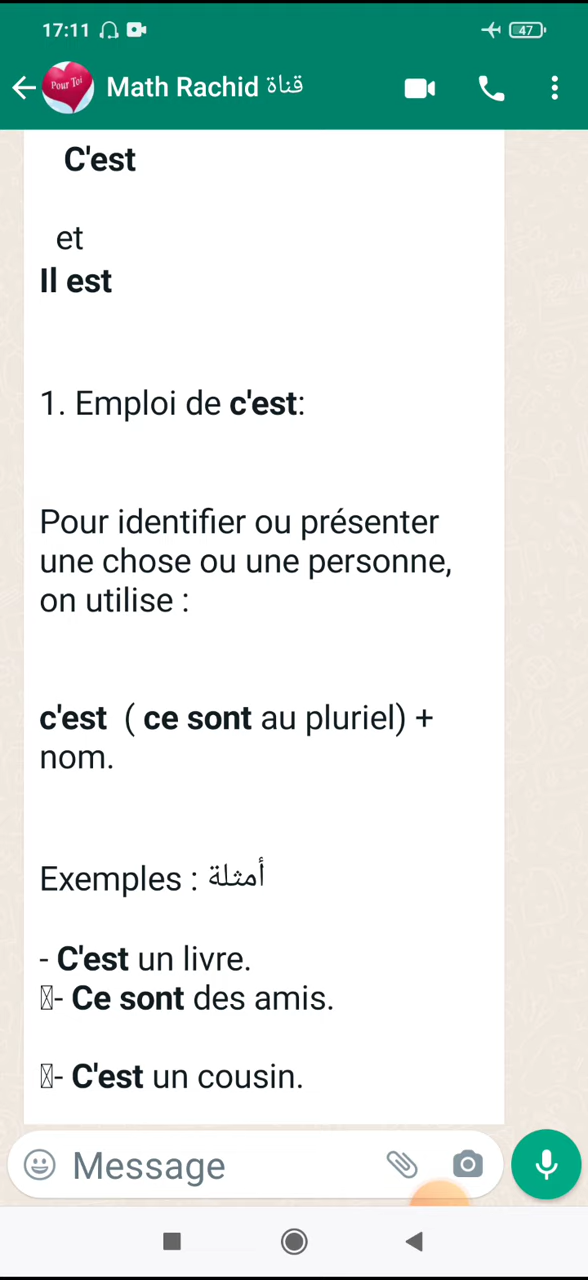 17:11 47
Pour Toi Math Rachid قناة
C'est
et
Il est
1. Emploi de c'est:
Pour identifier ou présenter
une chose ou une personne,
on utilise :
c'est ( ce sont au pluriel) +
nom.
Exemples : أمثلة
- C'est un livre.
- Ce sont des amis.
- C'est un cousin.
Message